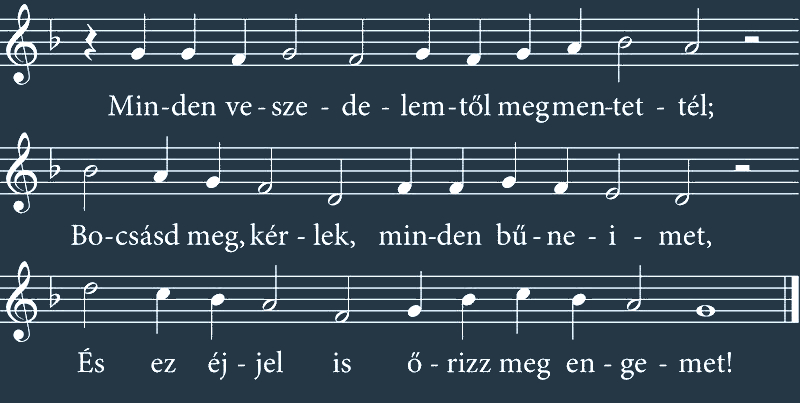 Min-den ve - sze - de - lem-től megmen-tet - tél;
Bo-csásd meg, kér - lek, min-den bű - ne - i - met,
És ez éj - jel is ő - rizz meg en - ge - met!